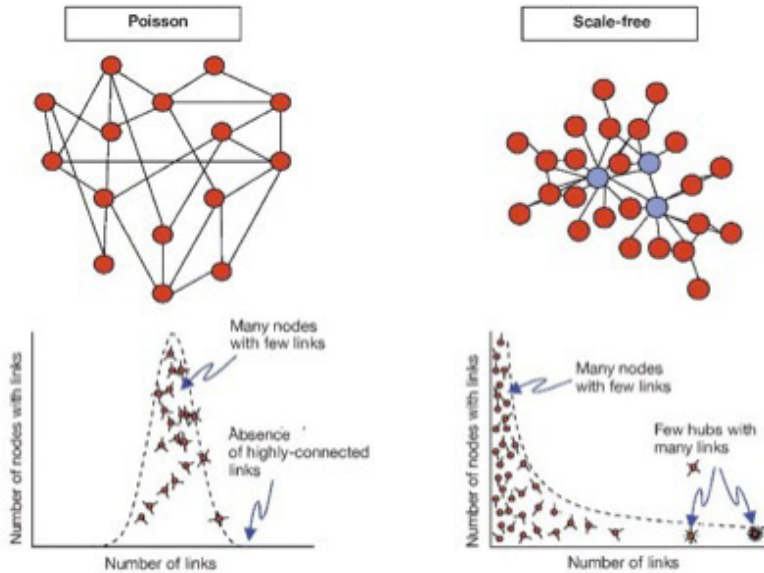 Poisson
Scale-free
Number of nodes with links
Many nodes
with few links
Absence
of highly-connected
links
Number of links
Number of nodes with links
Many nodes
with few links
Few hubs with
many links
Number of links